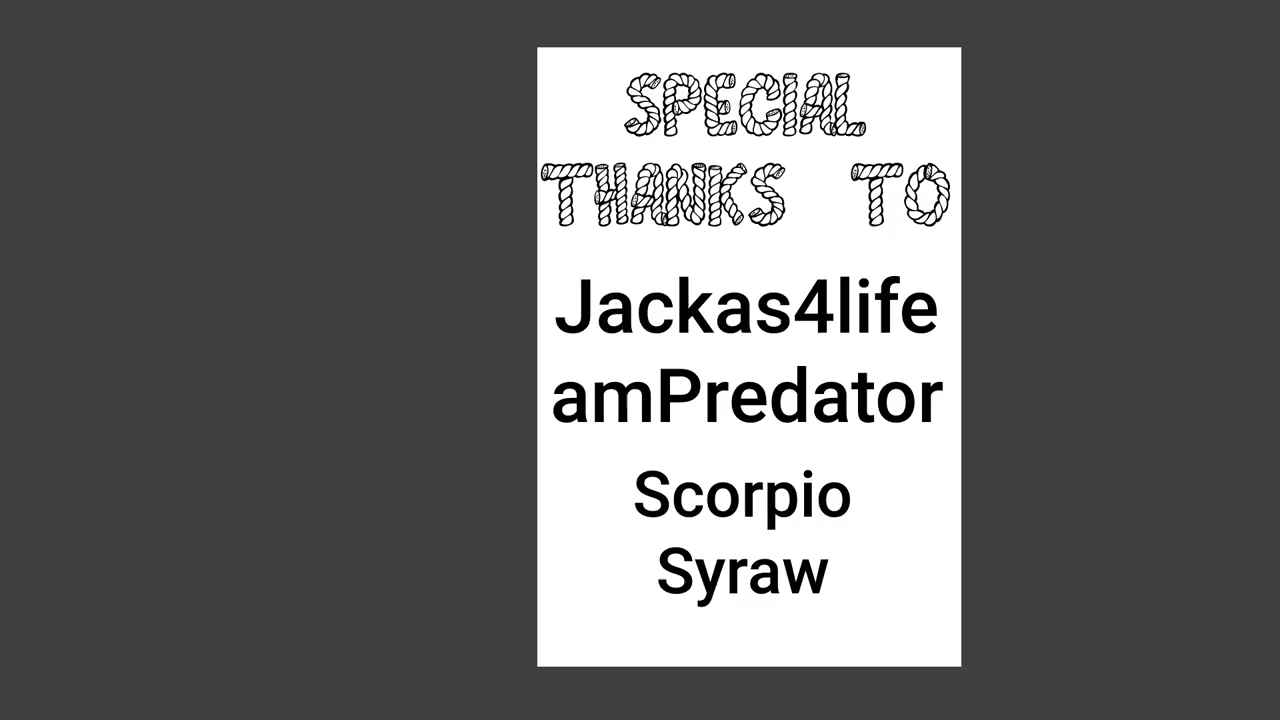 SPECIAL
THANKS TO
Jackas4life
amPredator
Scorpio
Syraw